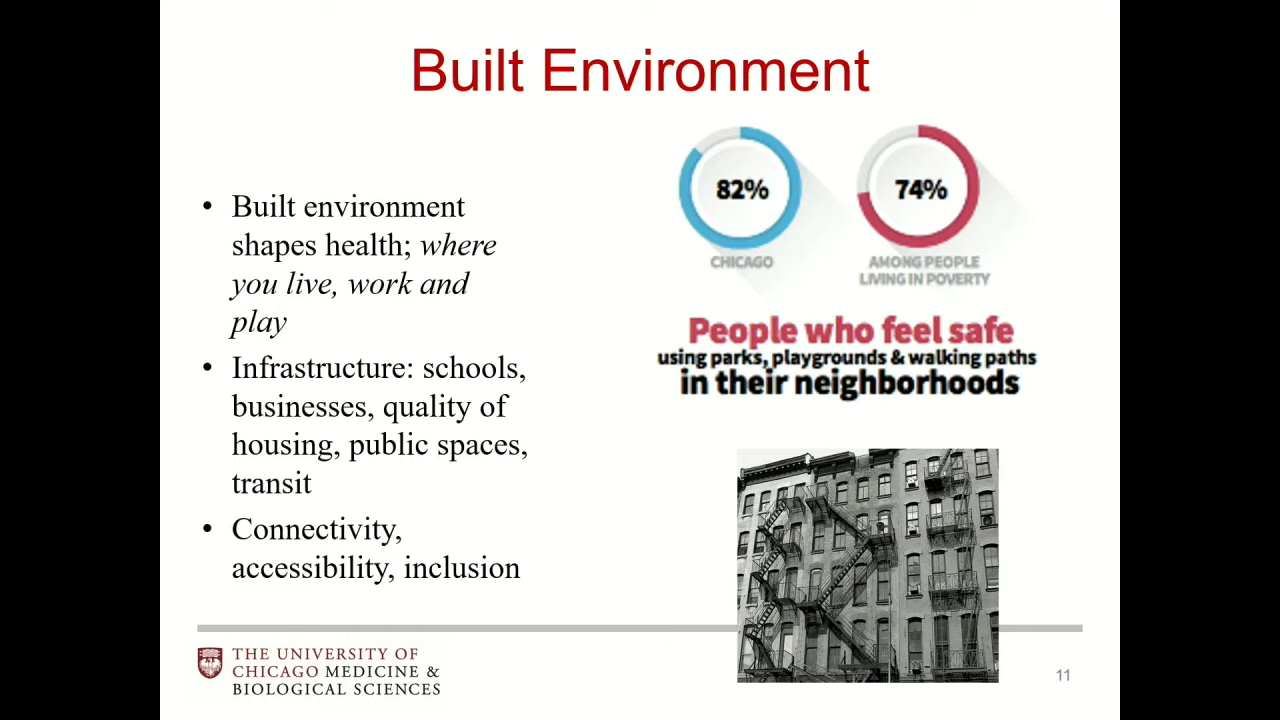 Built Environment
• Built environment
shapes health; where
you live, work and
play
• Infrastructure: schools,
businesses, quality of
housing, public spaces,
transit
• Connectivity,
accessibility, inclusion
82%
CHICAGO
74%
AMONG PEOPLE
LIVING IN POVERTY
People who feel safe
using parks, playgrounds & walking paths
in their neighborhoods
THE UNIVERSITY OF
CHICAGO MEDICINE &
BIOLOGICAL SCIENCES
11